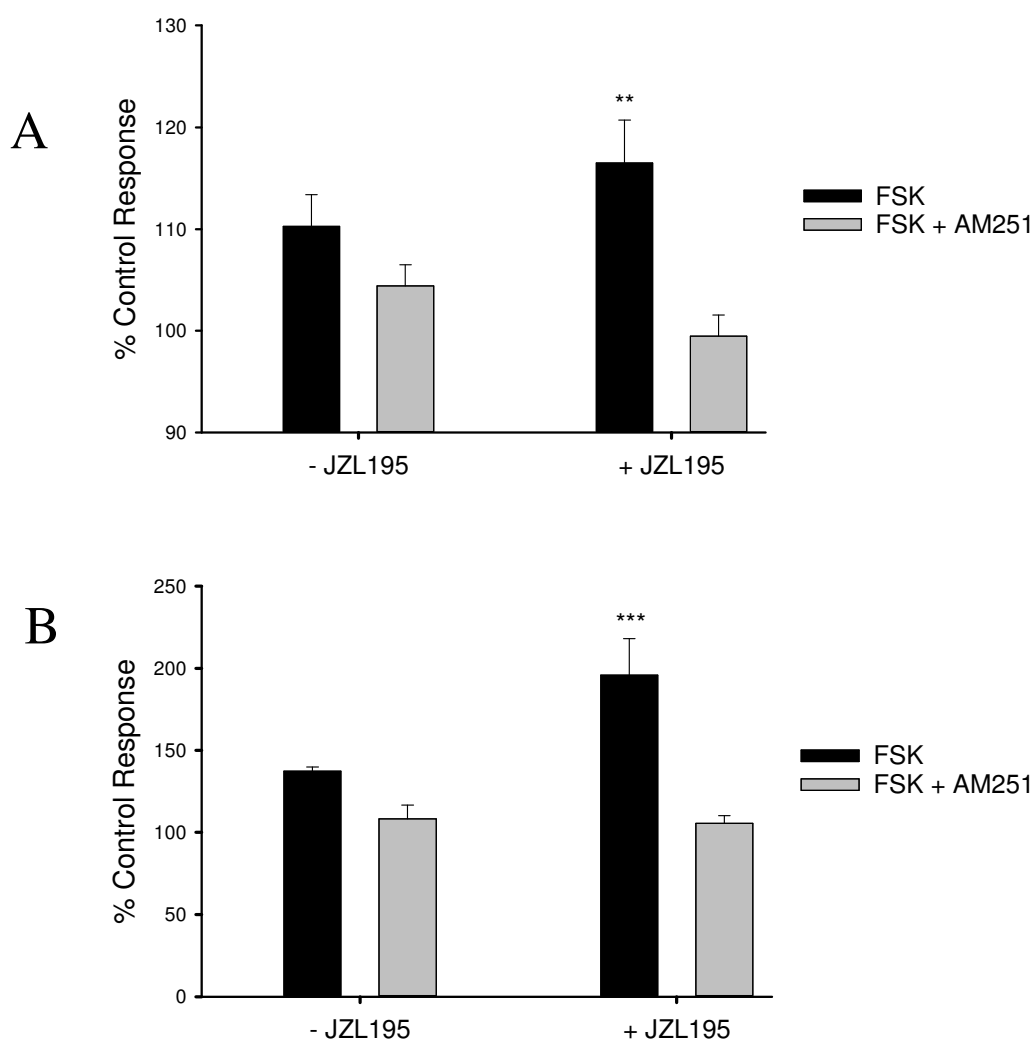 A
% Control Response
130
120
110
100
90
**
- JZL195
+ JZL195
FSK
FSK + AM251
B
% Control Response
250
200
150
100
50
0
***
- JZL195
+ JZL195
FSK
FSK + AM251